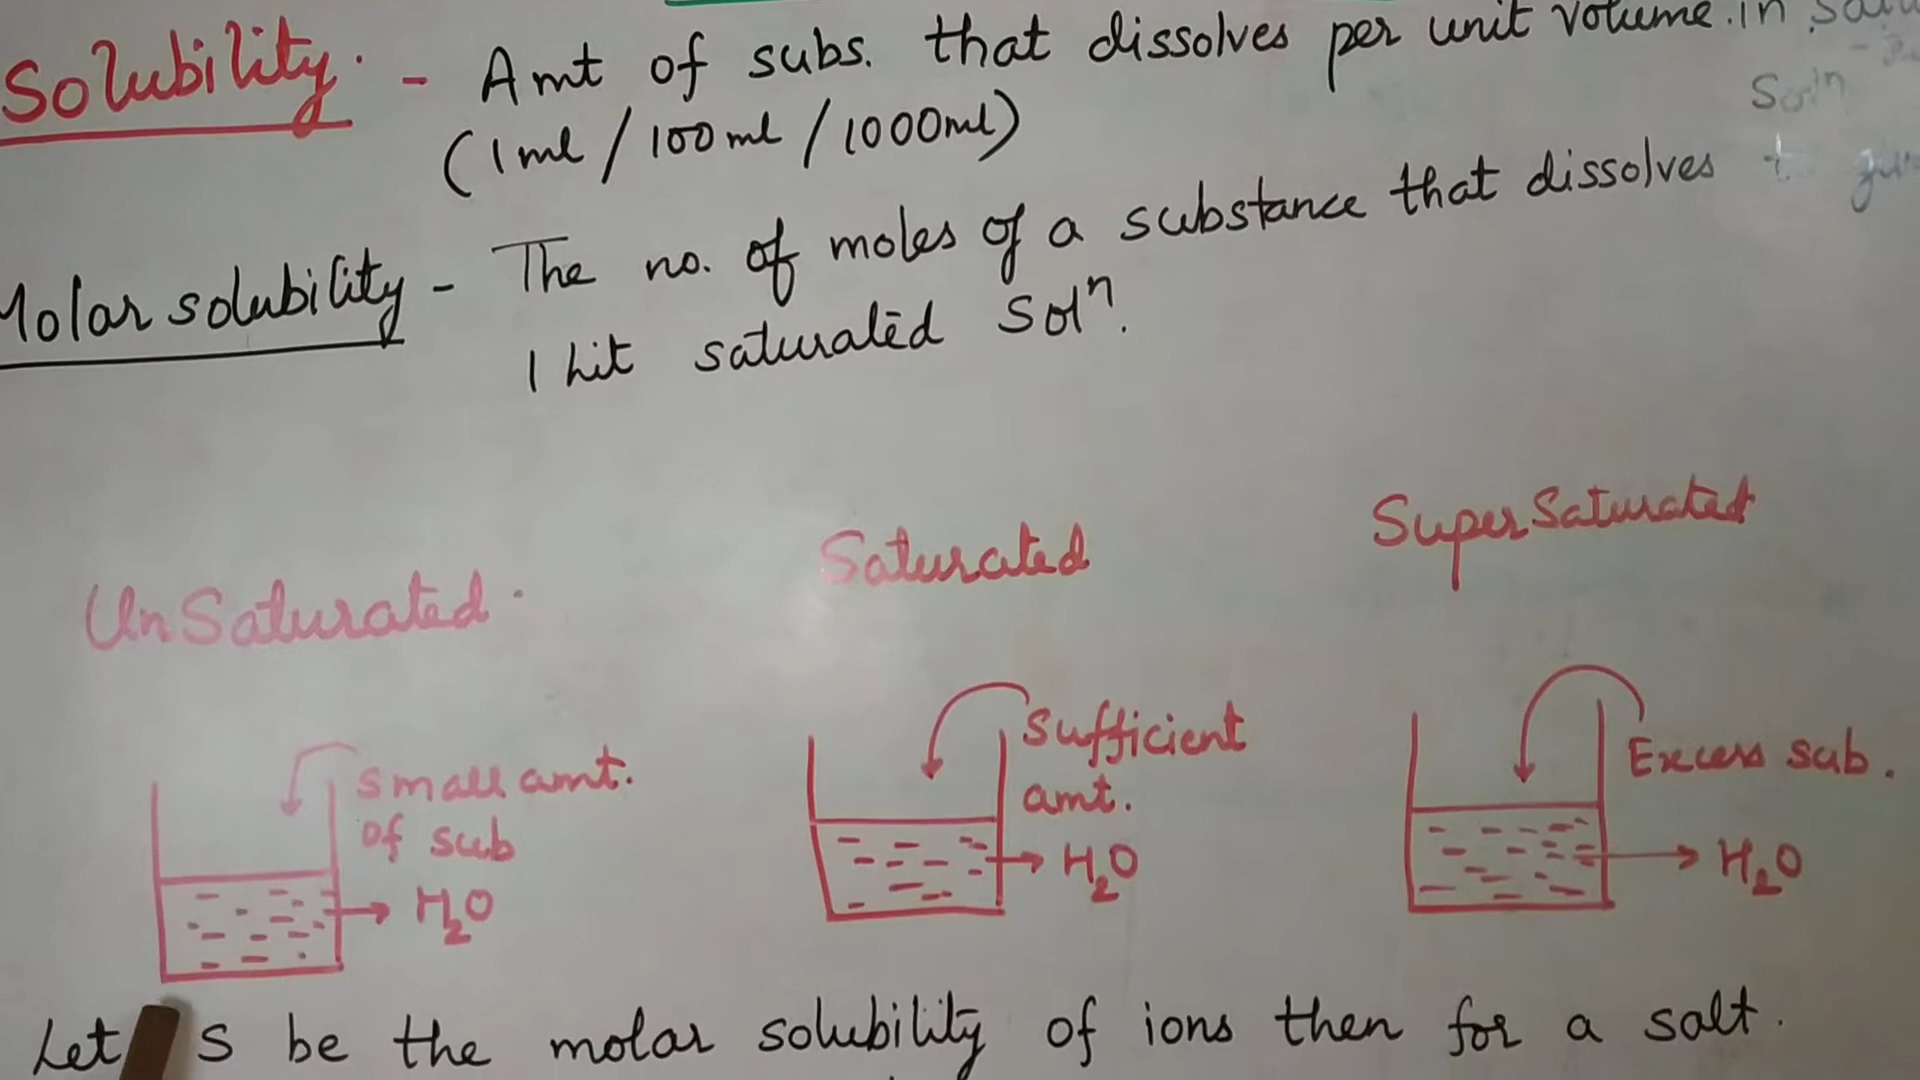 Solubility. - Amt of subs. that dissolves per unit volume. in
Solⁿ
(1ml / 100ml / 1000ml)
Molar solubility - The no. of moles of a substance that dissolves to give
1 Lit saturated Solⁿ.
UnSaturated.
Saturated
SuperSaturated
Small amt.
of sub
H₂O
Sufficient
amt.
H₂O
Excess sub.
H₂O
Let S be the molar solubility of ions then for a salt.